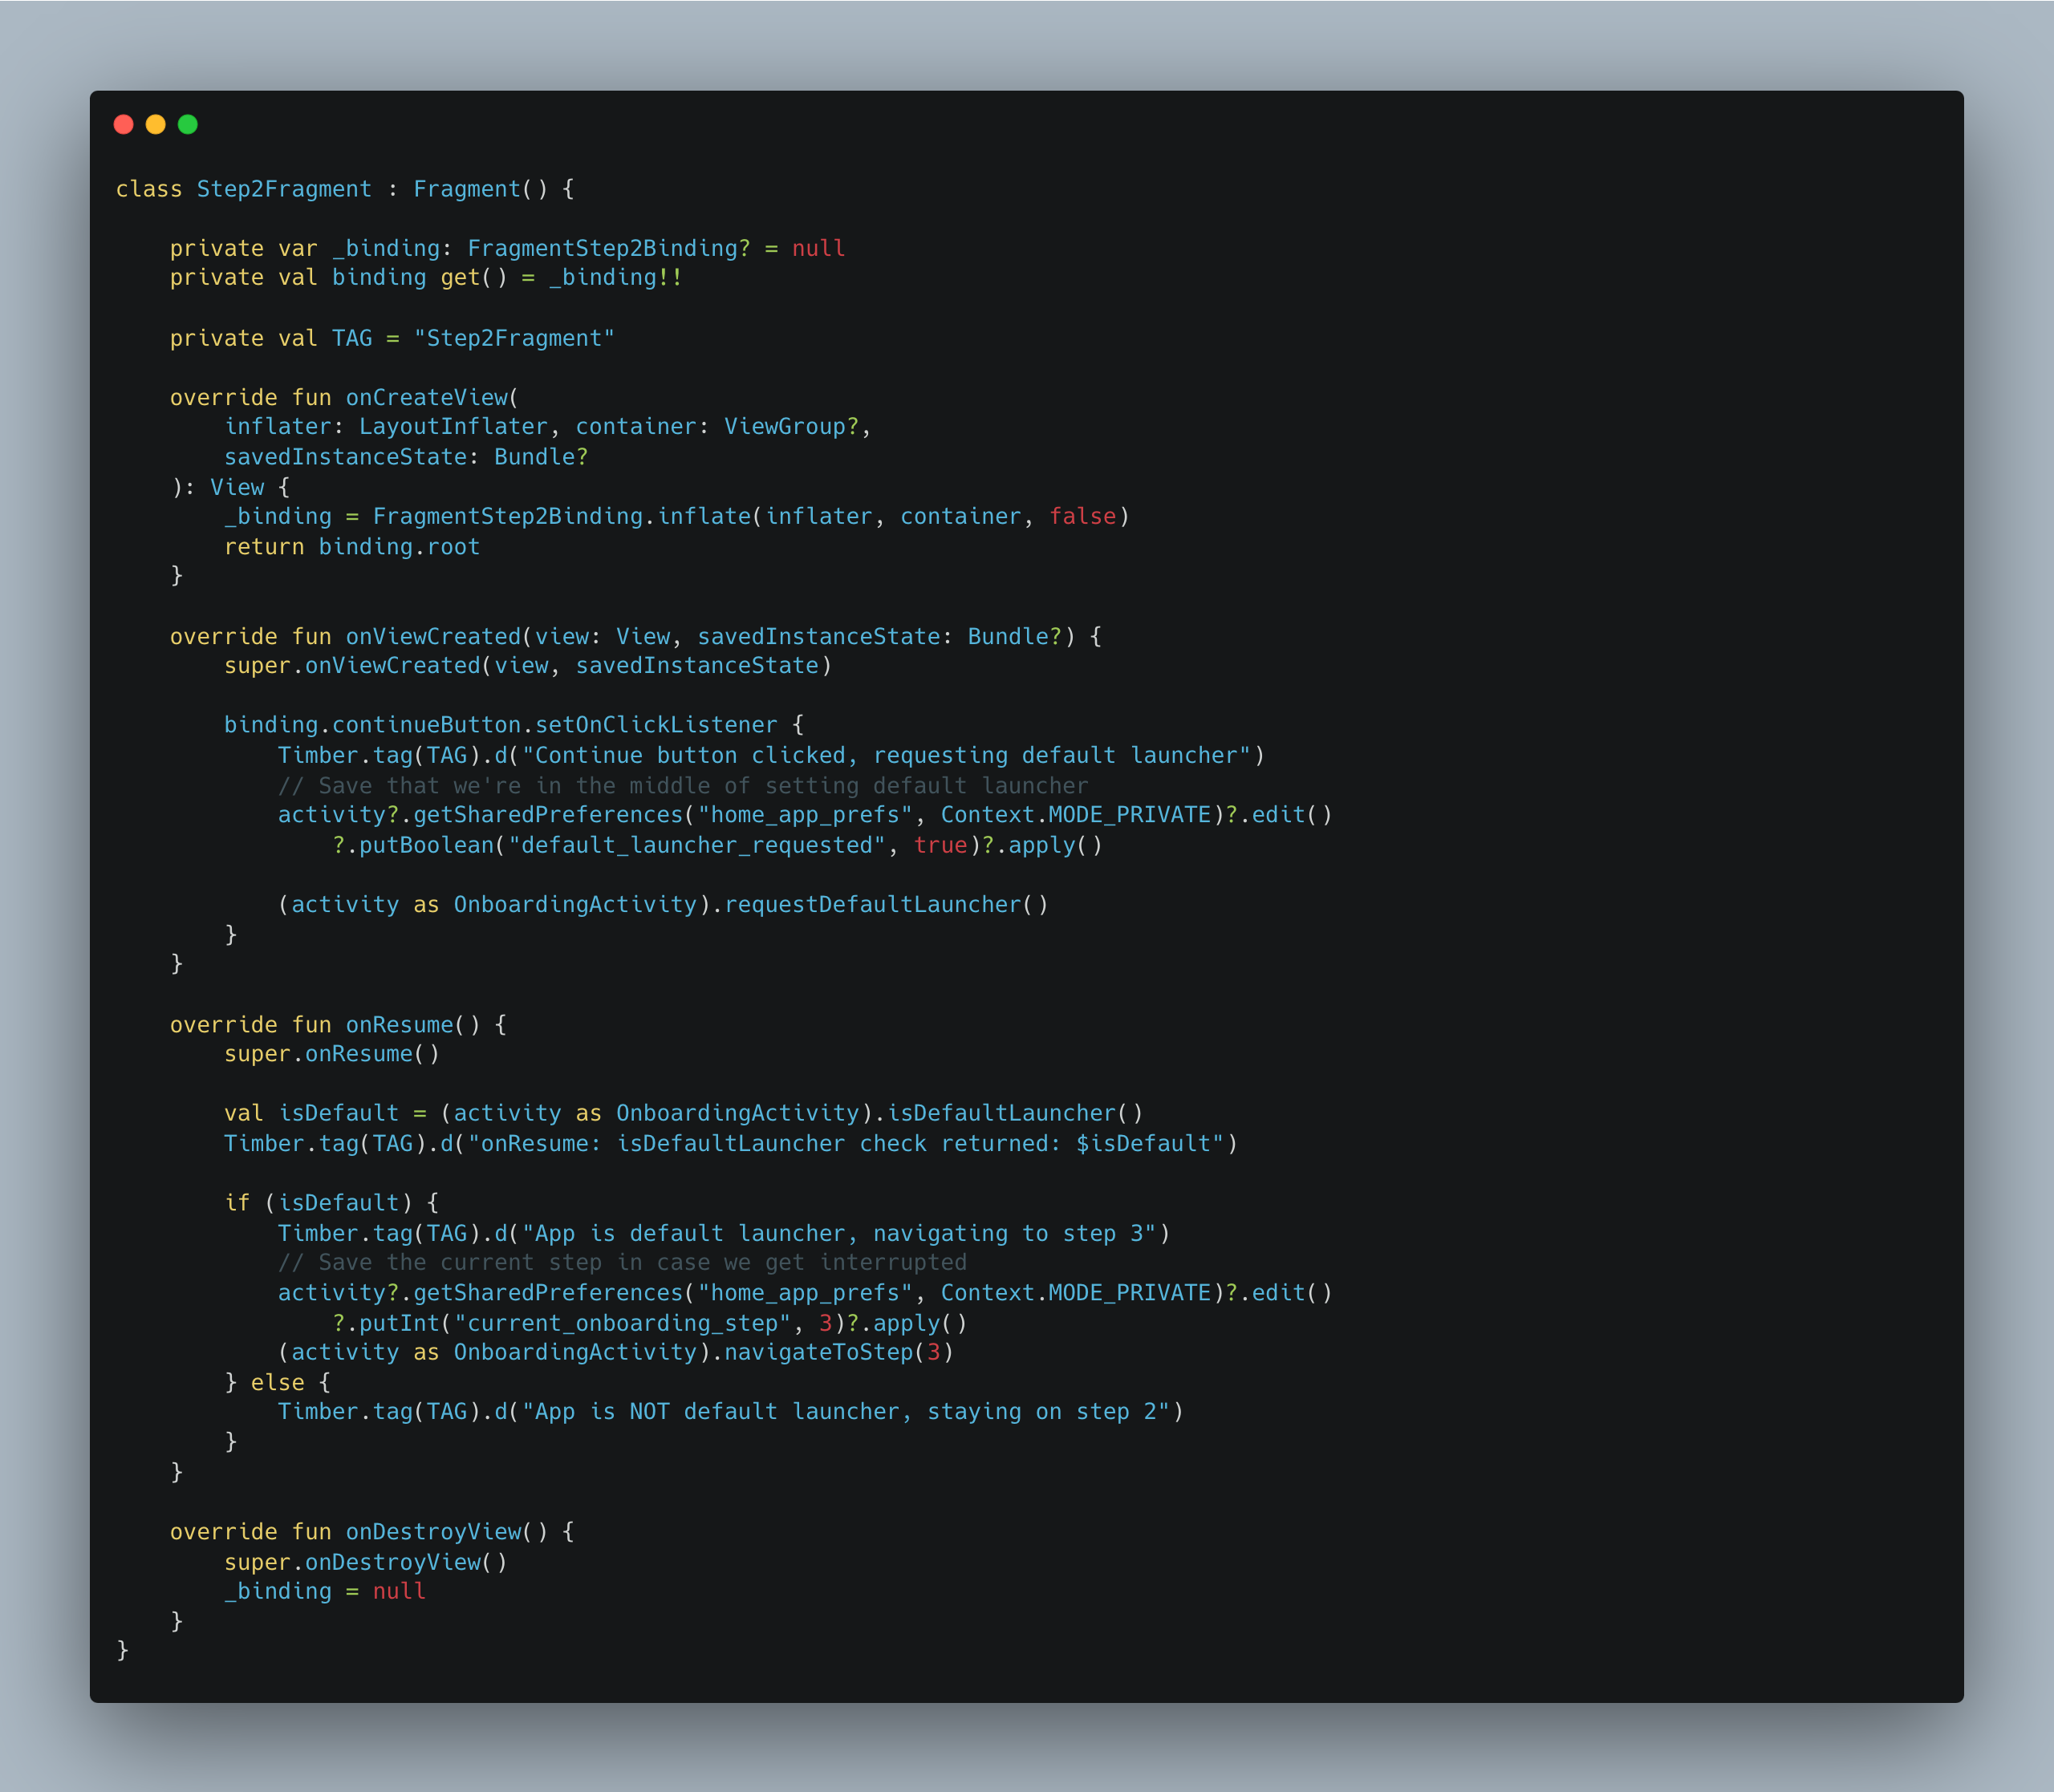 class Step2Fragment : Fragment() {

    private var _binding: FragmentStep2Binding? = null
    private val binding get() = _binding!!

    private val TAG = "Step2Fragment"

    override fun onCreateView(
        inflater: LayoutInflater, container: ViewGroup?,
        savedInstanceState: Bundle?
    ): View {
        _binding = FragmentStep2Binding.inflate(inflater, container, false)
        return binding.root
    }

    override fun onViewCreated(view: View, savedInstanceState: Bundle?) {
        super.onViewCreated(view, savedInstanceState)

        binding.continueButton.setOnClickListener {
            Timber.tag(TAG).d("Continue button clicked, requesting default launcher")
            // Save that we're in the middle of setting default launcher
            activity?.getSharedPreferences("home_app_prefs", Context.MODE_PRIVATE)?.edit()
                ?.putBoolean("default_launcher_requested", true)?.apply()

            (activity as OnboardingActivity).requestDefaultLauncher()
        }
    }

    override fun onResume() {
        super.onResume()

        val isDefault = (activity as OnboardingActivity).isDefaultLauncher()
        Timber.tag(TAG).d("onResume: isDefaultLauncher check returned: $isDefault")

        if (isDefault) {
            Timber.tag(TAG).d("App is default launcher, navigating to step 3")
            // Save the current step in case we get interrupted
            activity?.getSharedPreferences("home_app_prefs", Context.MODE_PRIVATE)?.edit()
                ?.putInt("current_onboarding_step", 3)?.apply()
            (activity as OnboardingActivity).navigateToStep(3)
        } else {
            Timber.tag(TAG).d("App is NOT default launcher, staying on step 2")
        }
    }

    override fun onDestroyView() {
        super.onDestroyView()
        _binding = null
    }
}